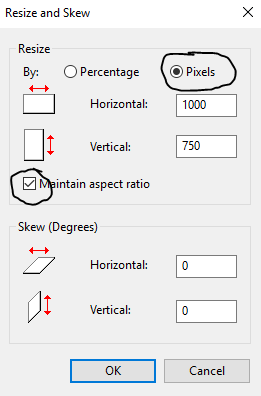 Resize and Skew
Resize
By: Percentage Pixels
Horizontal: 1000
Vertical: 750
Maintain aspect ratio
Skew (Degrees)
Horizontal: 0
Vertical: 0
OK Cancel